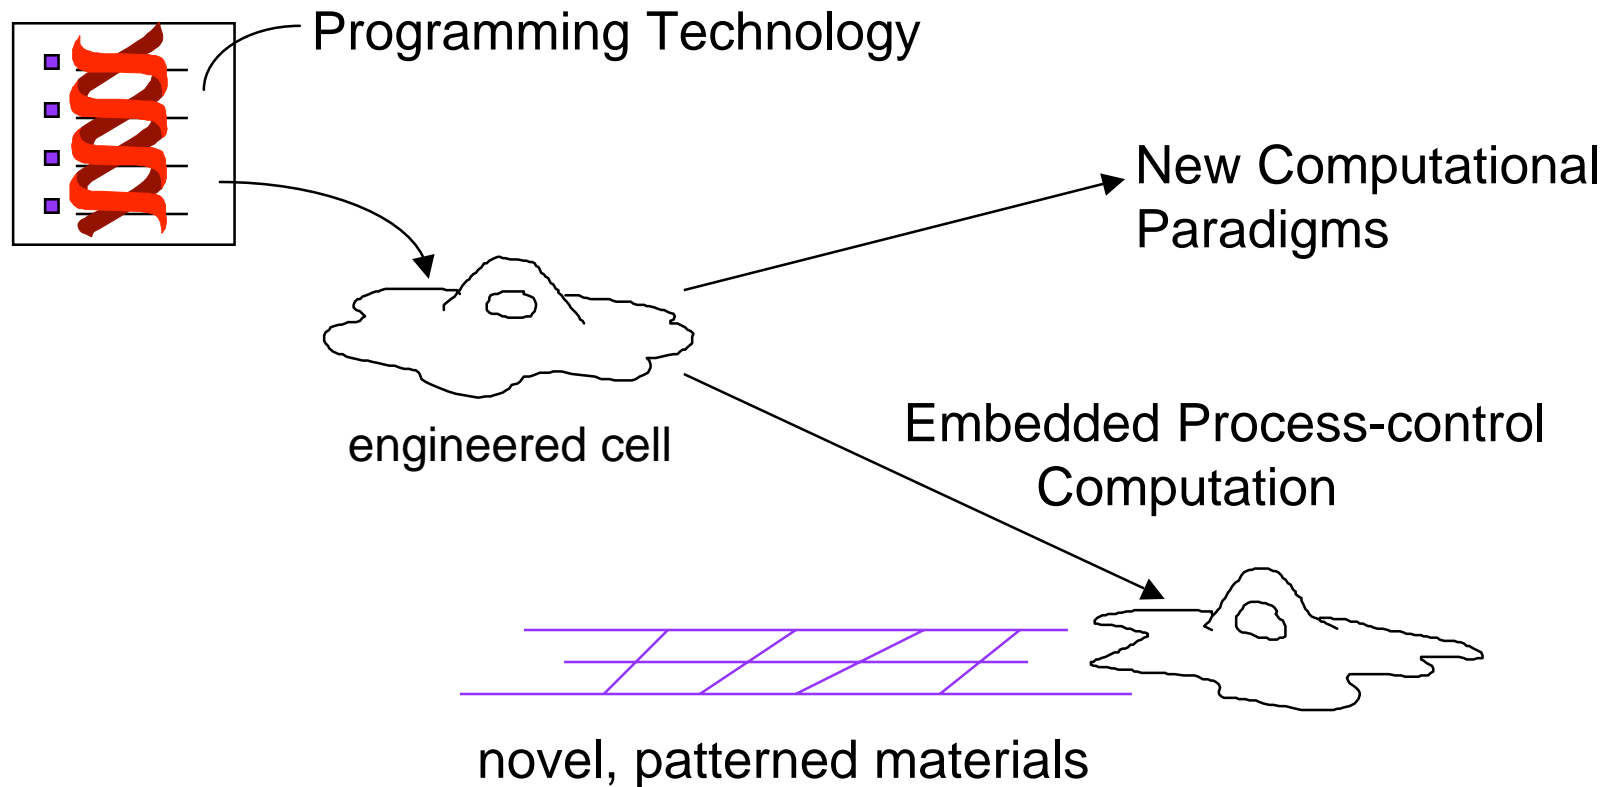 Programming Technology
New Computational
Paradigms
engineered cell
Embedded Process-control
Computation
novel, patterned materials